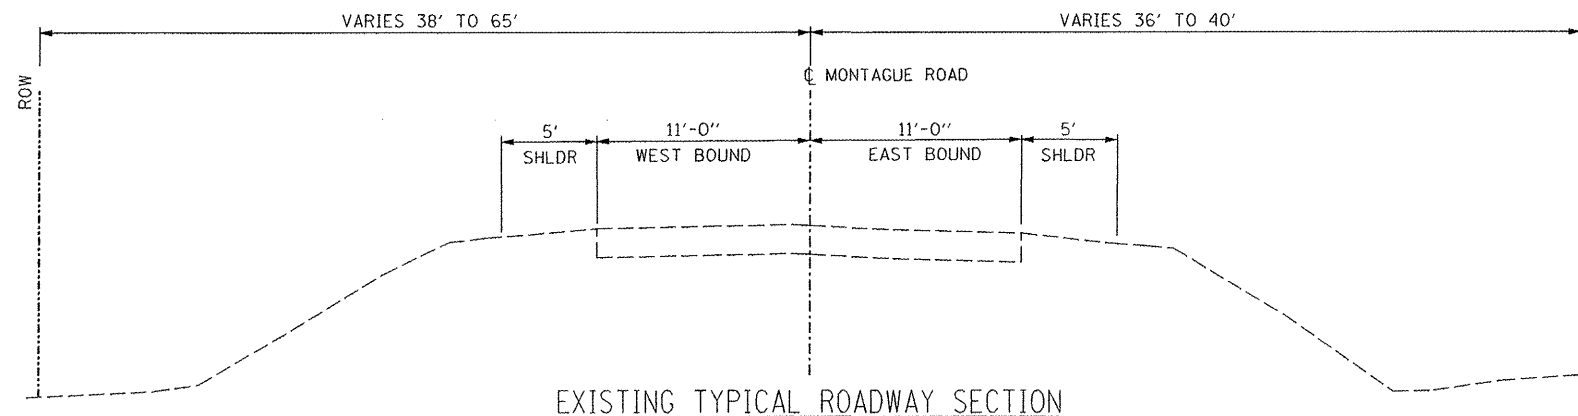 VARIES 38' TO 65'
VARIES 36' TO 40'
ROW
℄ MONTAGUE ROAD
5'
11'-0"
11'-0"
5'
SHLDR
WEST BOUND
EAST BOUND
SHLDR
EXISTING TYPICAL ROADWAY SECTION